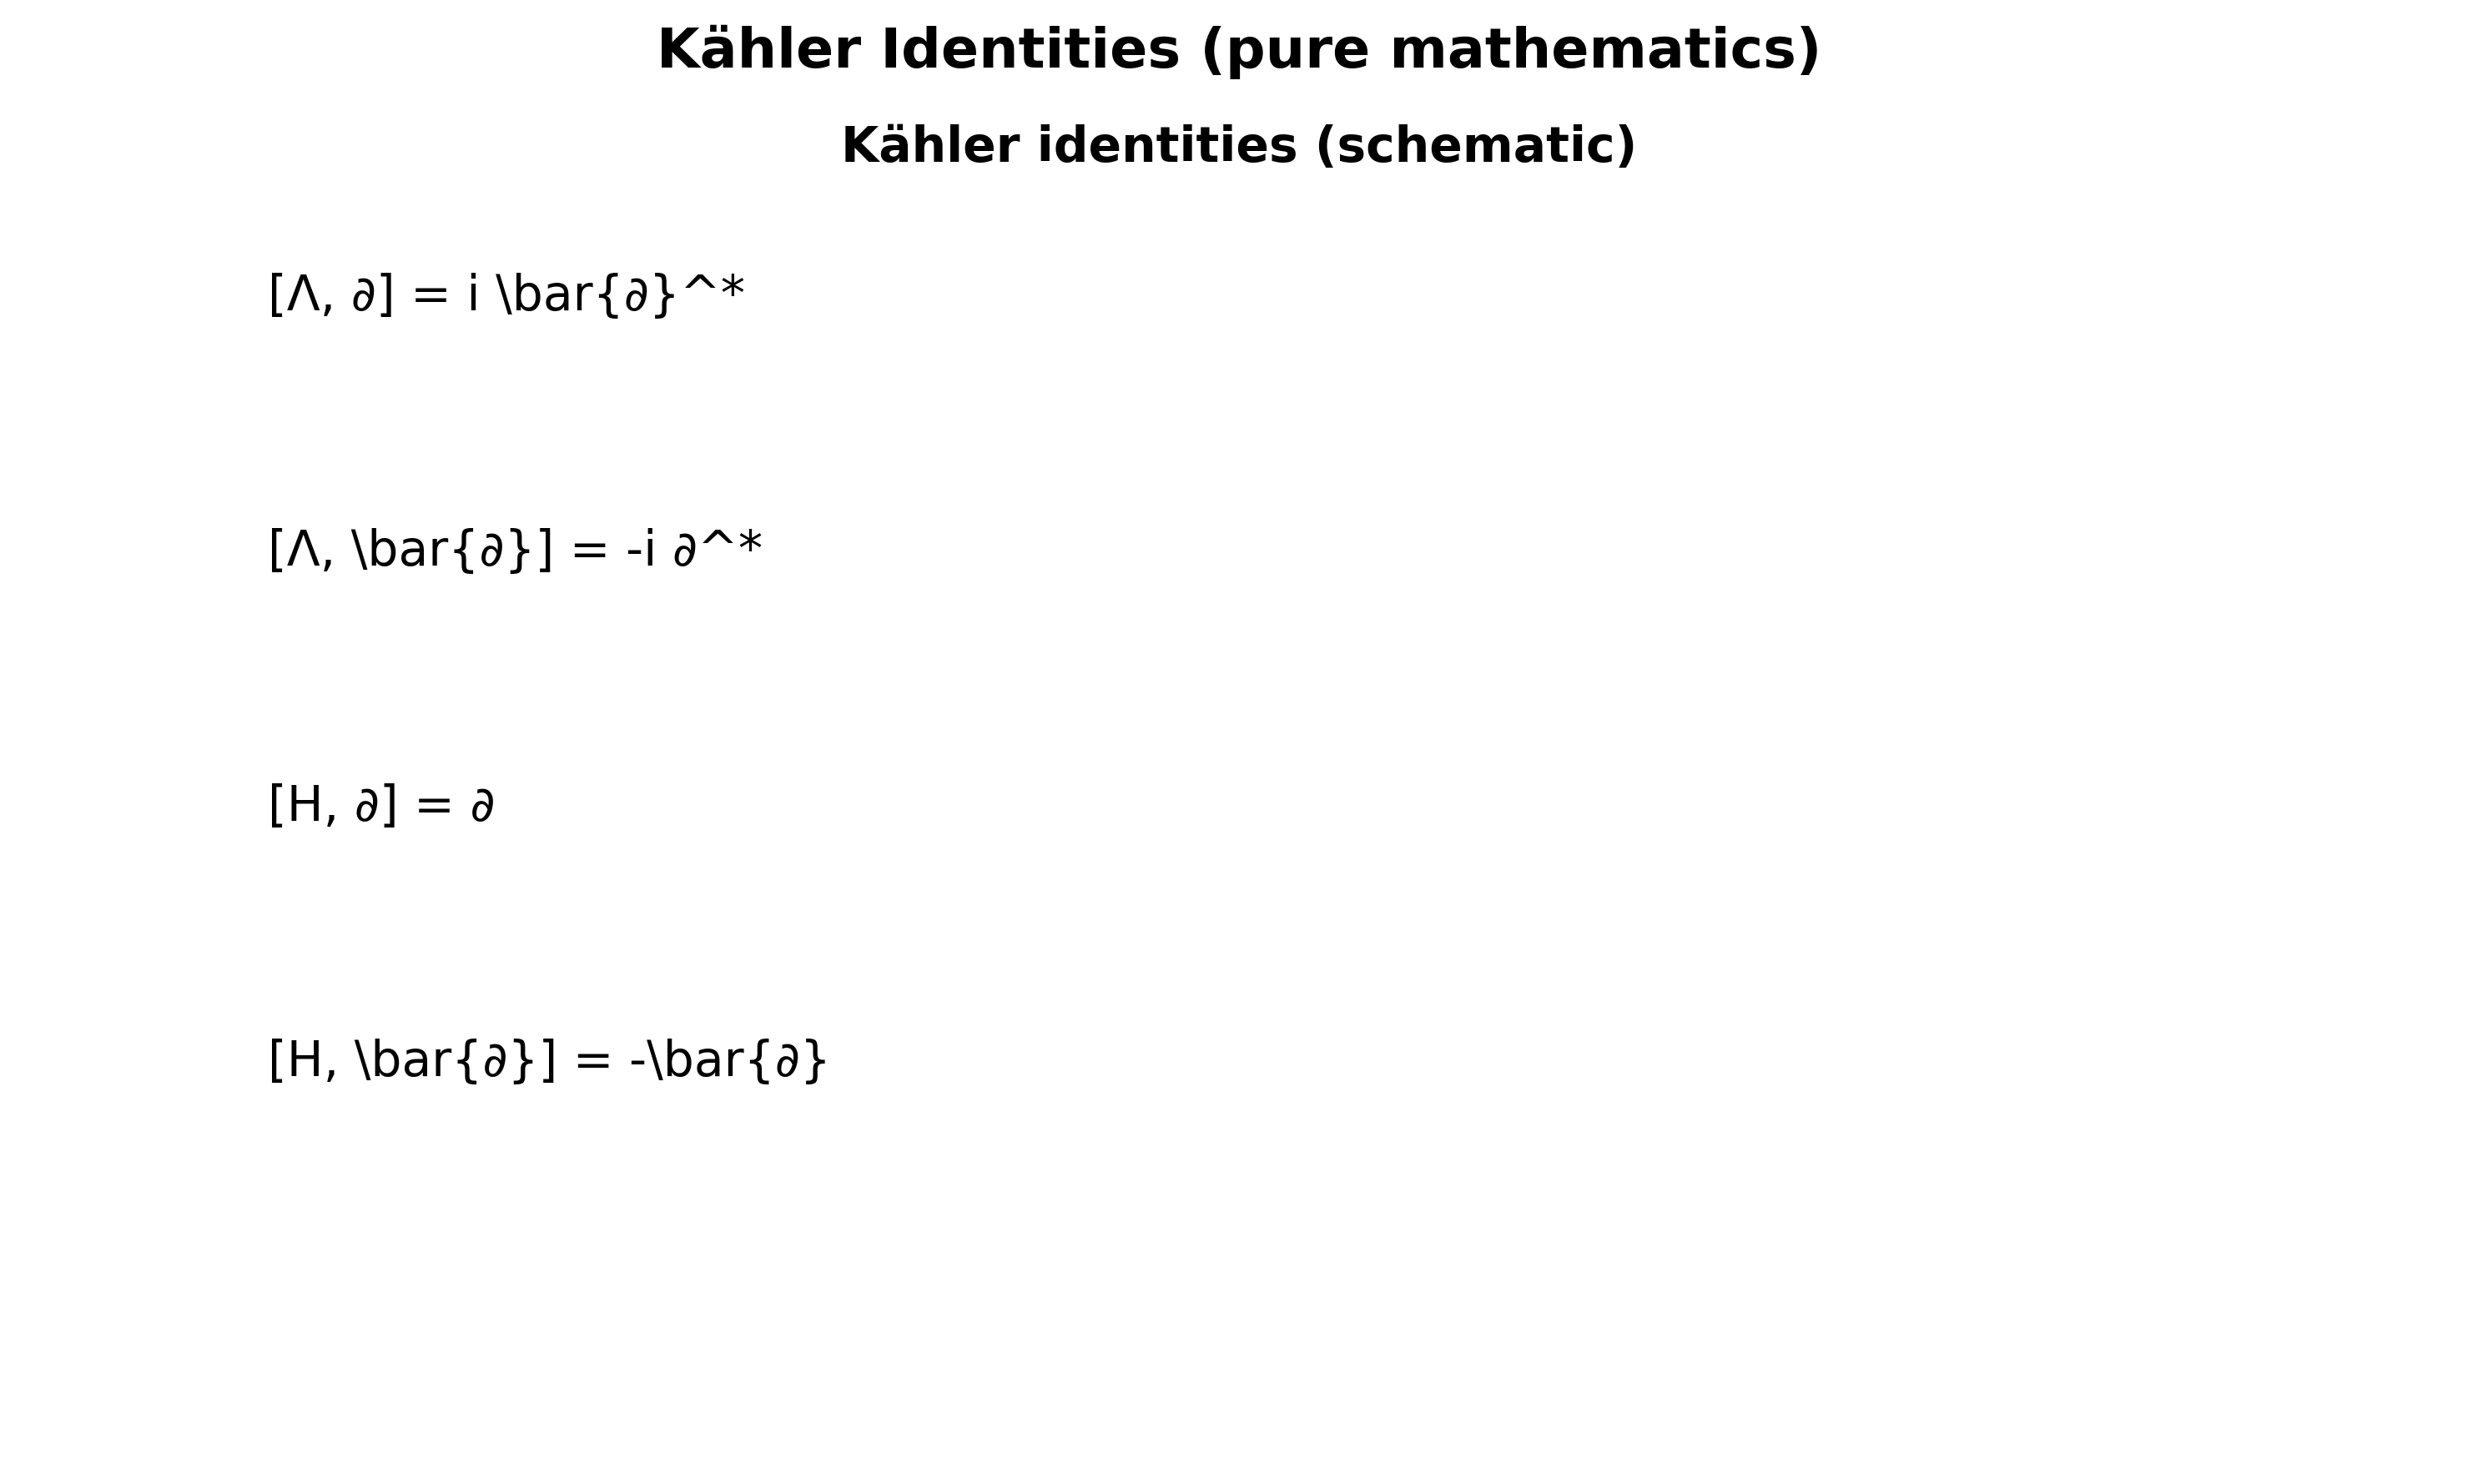 Kähler Identities (pure mathematics)
Kähler identities (schematic)
[Λ, ∂] = i \bar{∂}^*
[Λ, \bar{∂}] = -i ∂^*
[H, ∂] = ∂
[H, \bar{∂}] = -\bar{∂}